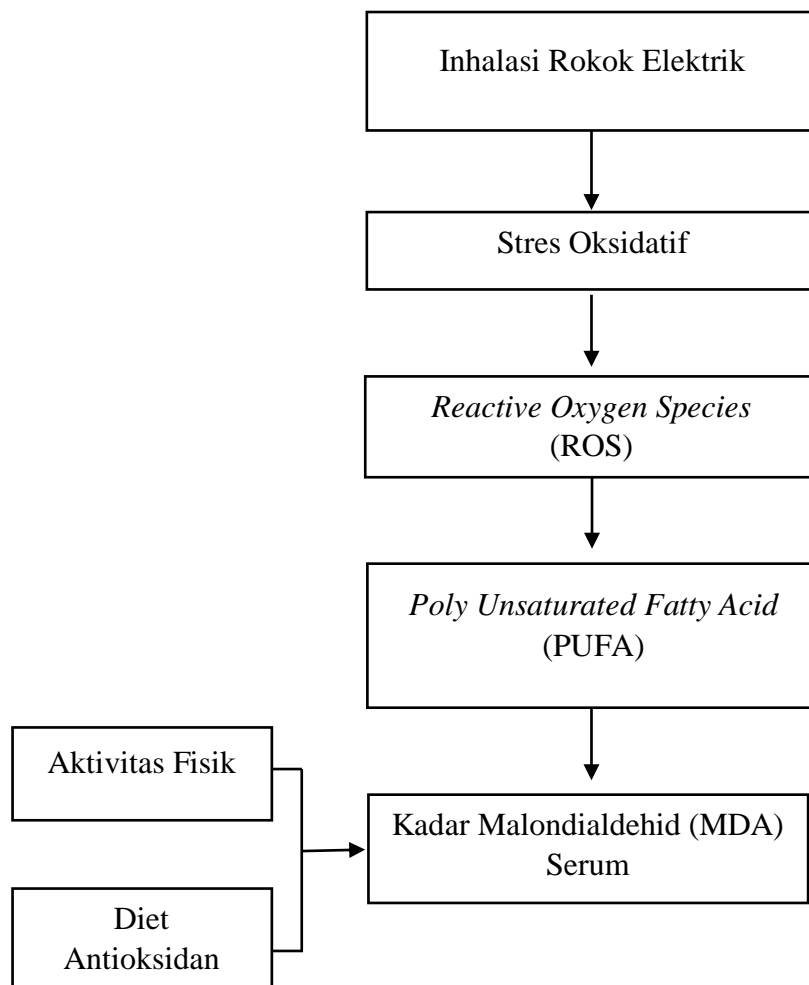 Inhalasi Rokok Elektrik
Stres Oksidatif
Reactive Oxygen Species
(ROS)
Poly Unsaturated Fatty Acid
(PUFA)
Aktivitas Fisik
Kadar Malondialdehid (MDA)
Serum
Diet
Antioksidan